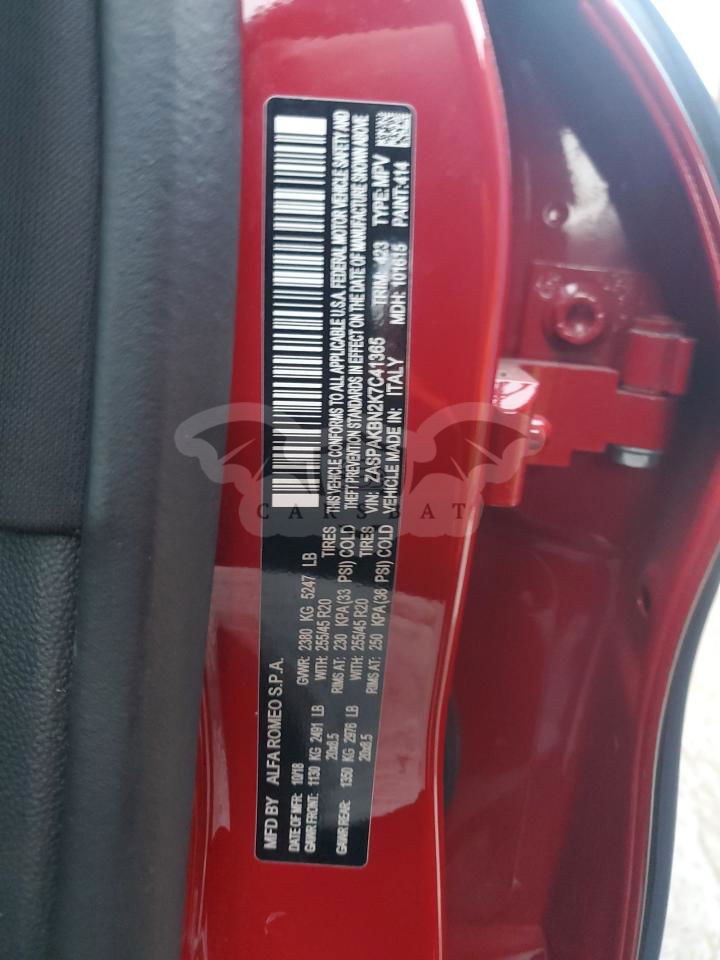 MFD BY ALFA ROMEO S.P.A.
DATE OF MFR: 10/18 GVWR: 2380 KG 5247 LB
GAWR FRONT: 1130 KG 2491 LB WITH: 255/45 R20 TIRES
20x8.5 RIMS AT: 230 KPA(33 PSI) COLD
GAWR REAR: 1350 KG 2976 LB WITH: 255/45 R20 TIRES
20x8.5 RIMS AT: 250 KPA (36 PSI) COLD
THIS VEHICLE CONFORMS TO ALL APPLICABLE U.S.A. FEDERAL MOTOR VEHICLE SAFETY AND
THEFT PREVENTION STANDARDS IN EFFECT ON THE DATE OF MANUFACTURE SHOWN ABOVE
VIN: ZASPAKBN2K7C41365 TRIM: 123 TYPE: MPV
VEHICLE MADE IN: ITALY MDH: 101615 PAINT: 414
CARSBAT